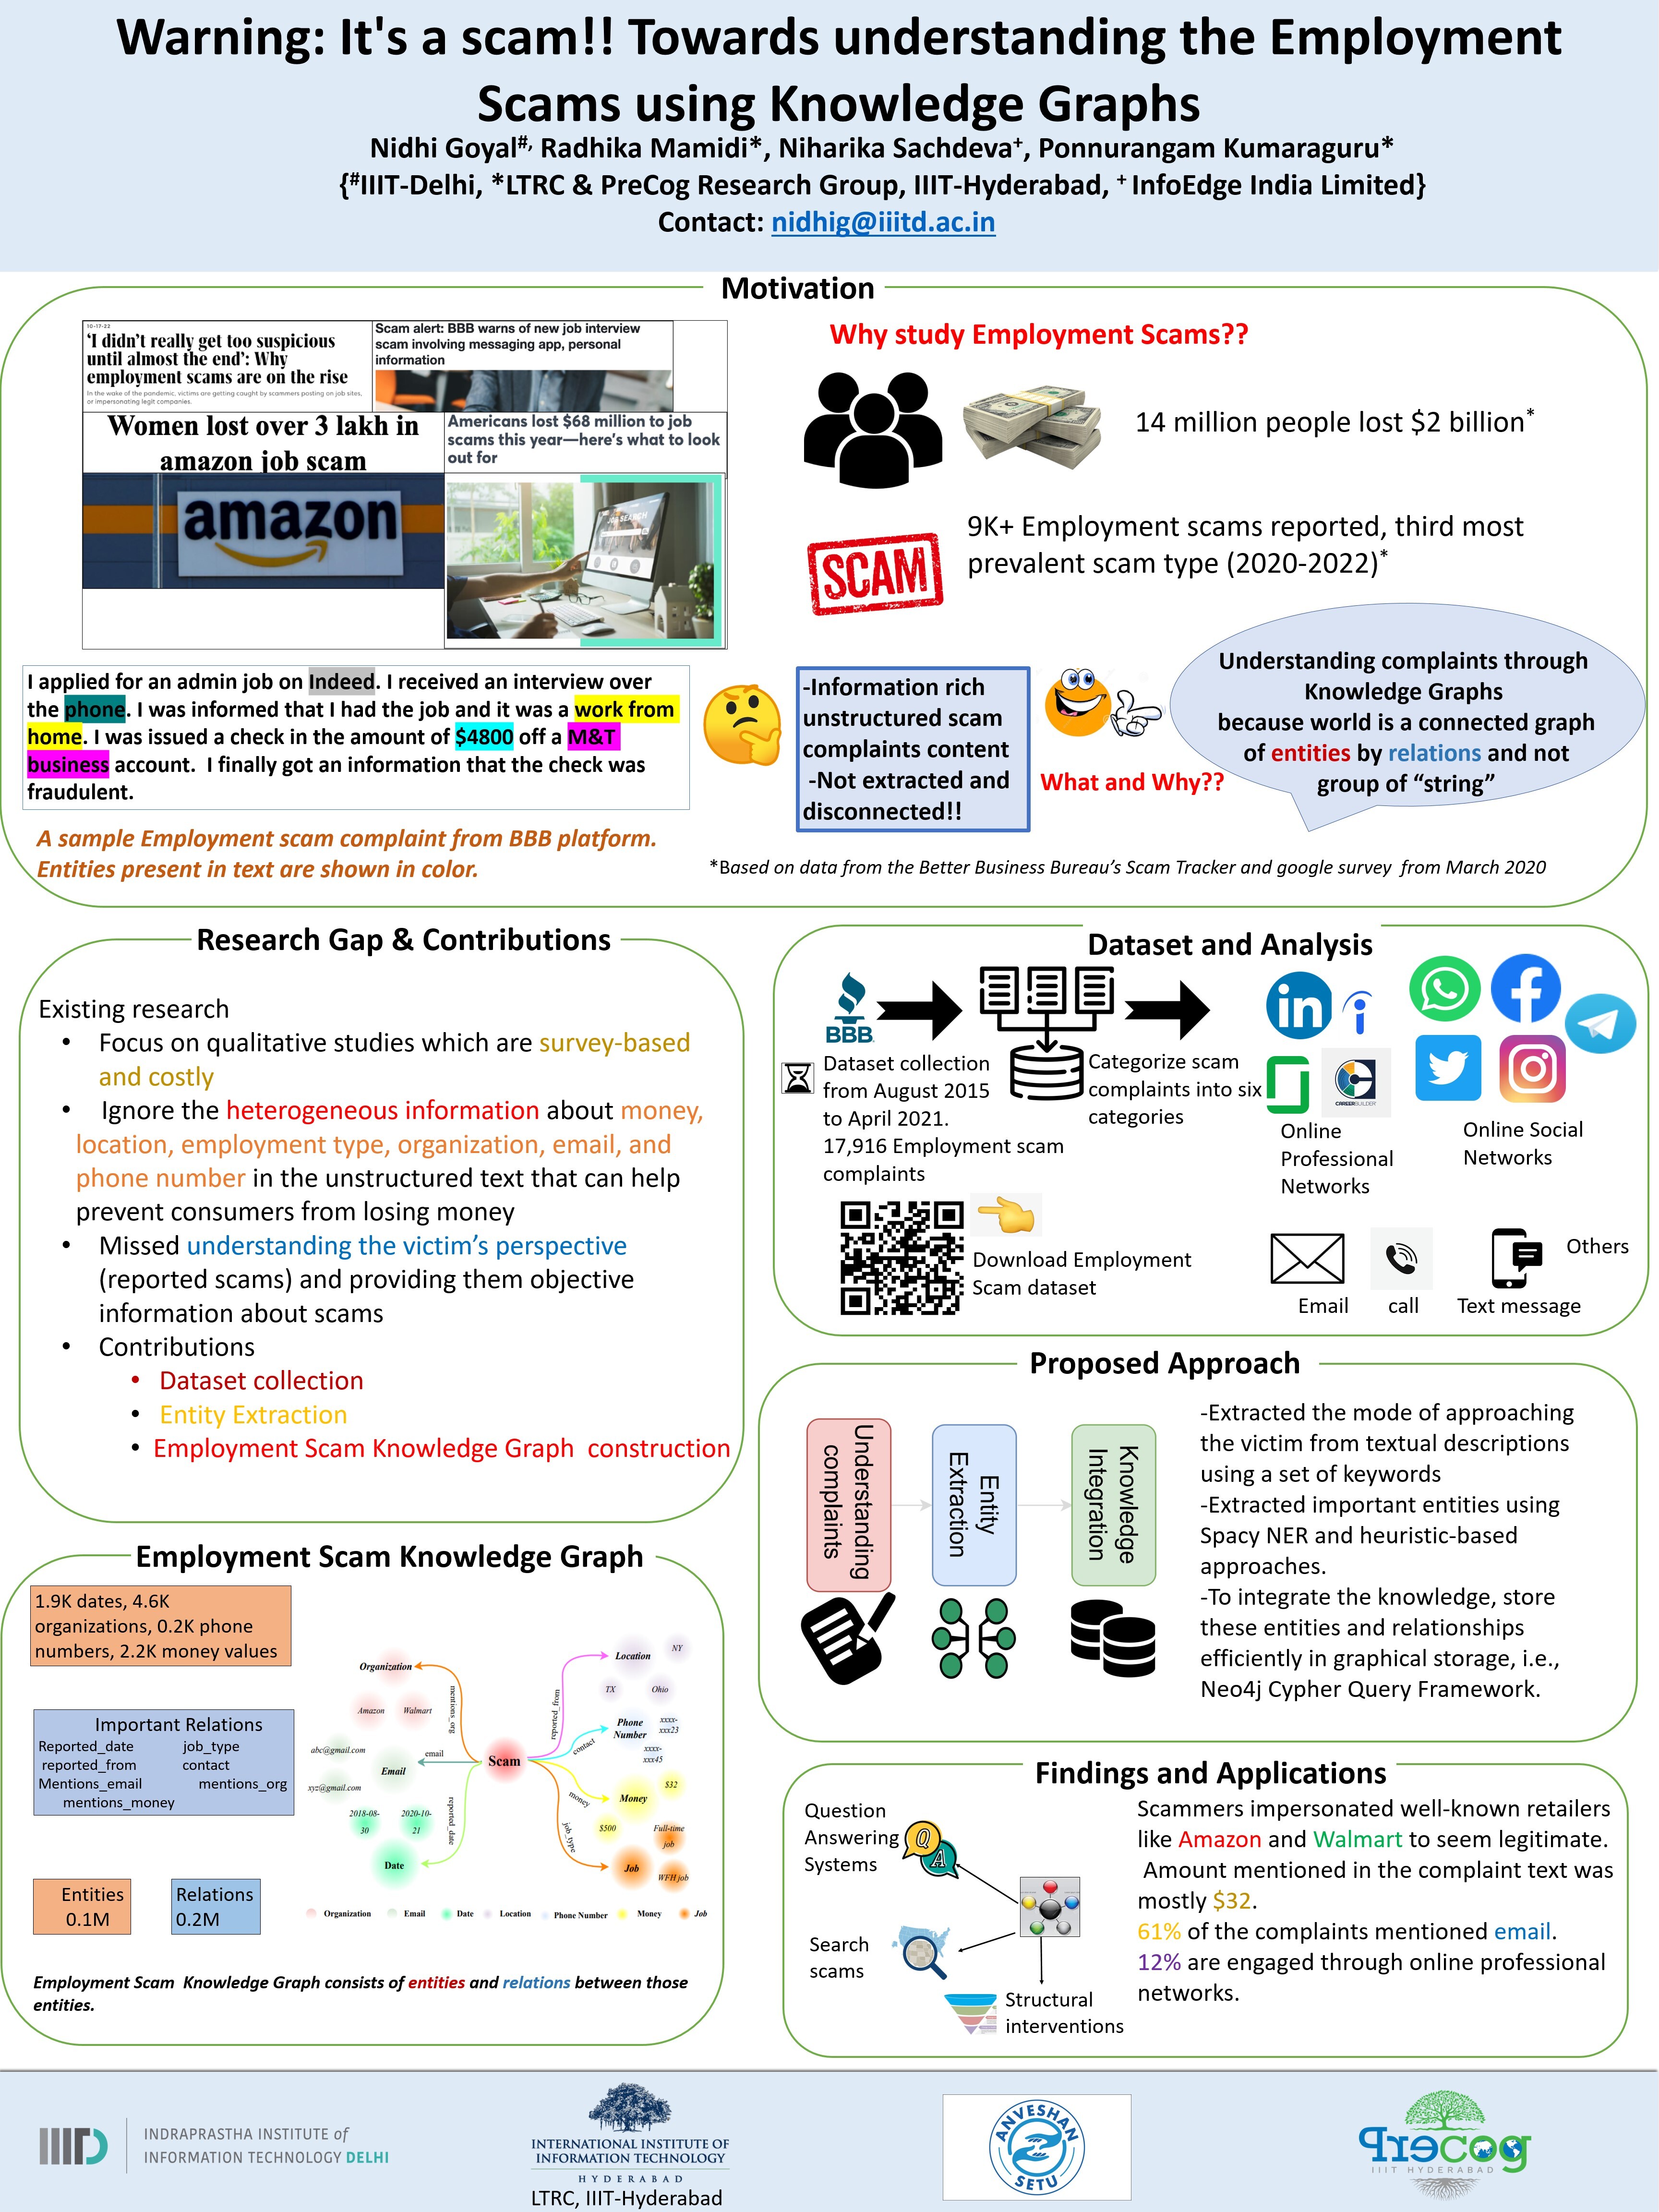 Warning: It's a scam!! Towards understanding the Employment
Scams using Knowledge Graphs
Nidhi Goyal#, Radhika Mamidi*, Niharika Sachdeva+, Ponnurangam Kumaraguru*
{#IIIT-Delhi, *LTRC & PreCog Research Group, IIIT-Hyderabad, + InfoEdge India Limited}
Contact: nidhig@iiitd.ac.in
Motivation
10-17-22
‘I didn’t really get too suspicious
until almost the end’: Why
employment scams are on the rise
In the wake of the pandemic, victims are getting caught by scammers posting on job sites,
or impersonating legit companies.
Scam alert: BBB warns of new job interview
scam involving messaging app, personal
information
Women lost over 3 lakh in
amazon job scam
amazon
Americans lost $68 million to job
scams this year—here’s what to look
out for
JOB SEARCH
Why study Employment Scams??
14 million people lost $2 billion*
SCAM
9K+ Employment scams reported, third most
prevalent scam type (2020-2022)*
I applied for an admin job on Indeed. I received an interview over
the phone. I was informed that I had the job and it was a work from
home. I was issued a check in the amount of $4800 off a M&T
business account. I finally got an information that the check was
fraudulent.
A sample Employment scam complaint from BBB platform.
Entities present in text are shown in color.
-Information rich
unstructured scam
complaints content
-Not extracted and
disconnected!!
What and Why??
Understanding complaints through
Knowledge Graphs
because world is a connected graph
of entities by relations and not
group of “string”
*Based on data from the Better Business Bureau’s Scam Tracker and google survey from March 2020
Research Gap & Contributions
Existing research
• Focus on qualitative studies which are survey-based
and costly
• Ignore the heterogeneous information about money,
location, employment type, organization, email, and
phone number in the unstructured text that can help
prevent consumers from losing money
• Missed understanding the victim’s perspective
(reported scams) and providing them objective
information about scams
• Contributions
• Dataset collection
• Entity Extraction
• Employment Scam Knowledge Graph construction
Dataset and Analysis
BBB
Dataset collection
from August 2015
to April 2021.
17,916 Employment scam
complaints
Categorize scam
complaints into six
categories
in
CAREERBUILDER
Online
Professional
Networks
Online Social
Networks
Download Employment
Scam dataset
Email
call
Text message
Others
Proposed Approach
Understanding
complaints
Entity
Extraction
Knowledge
Integration
-Extracted the mode of approaching
the victim from textual descriptions
using a set of keywords
-Extracted important entities using
Spacy NER and heuristic-based
approaches.
-To integrate the knowledge, store
these entities and relationships
efficiently in graphical storage, i.e.,
Neo4j Cypher Query Framework.
Employment Scam Knowledge Graph
1.9K dates, 4.6K
organizations, 0.2K phone
numbers, 2.2K money values
Important Relations
Reported_date job_type
reported_from contact
Mentions_email mentions_org
mentions_money
Entities
0.1M
Relations
0.2M
Organization
Amazon
Walmart
mentions_org
abc@gmail.com
Email
email
xyz@gmail.com
2018-08-
30
2020-10-
21
reported_date
Date
Scam
reported_from
Location
NY
TX
Ohio
contact
Phone
Number
xxxx-
xxx23
xxxx-
xxx45
money
Money
$32
$500
job_type
Full-time
job
Job
WFH job
Organization Email Date Location Phone Number Money Job
Employment Scam Knowledge Graph consists of entities and relations between those
entities.
Findings and Applications
Question
Answering
Systems
Q
A
Search
scams
Structural
interventions
Scammers impersonated well-known retailers
like Amazon and Walmart to seem legitimate.
Amount mentioned in the complaint text was
mostly $32.
61% of the complaints mentioned email.
12% are engaged through online professional
networks.
IIITD
INDRAPRASTHA INSTITUTE of
INFORMATION TECHNOLOGY DELHI
INTERNATIONAL INSTITUTE OF
INFORMATION TECHNOLOGY
HYDERABAD
LTRC, IIIT-Hyderabad
ANVESHAN
SETU
Precog
IIIT HYDERABAD